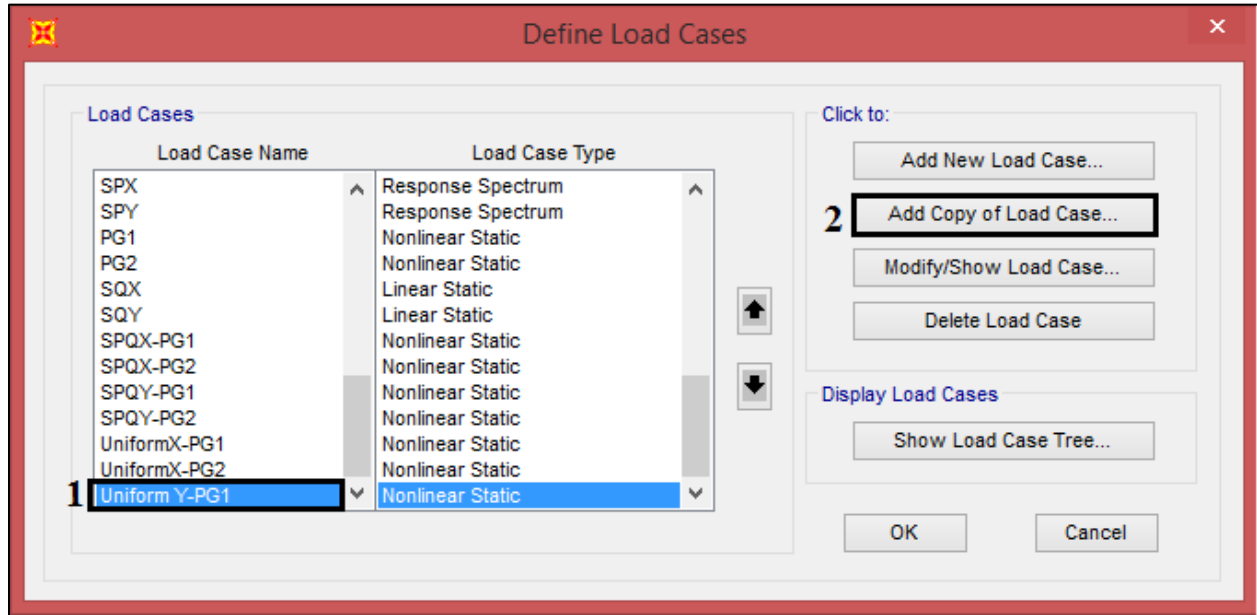 Define Load Cases
Load Cases
Load Case Name Load Case Type
SPX Response Spectrum
SPY Response Spectrum
PG1 Nonlinear Static
PG2 Nonlinear Static
SQX Linear Static
SQY Linear Static
SPQX-PG1 Nonlinear Static
SPQX-PG2 Nonlinear Static
SPQY-PG1 Nonlinear Static
SPQY-PG2 Nonlinear Static
UniformX-PG1 Nonlinear Static
UniformX-PG2 Nonlinear Static
1 Uniform Y-PG1 Nonlinear Static
Click to:
Add New Load Case...
2 Add Copy of Load Case...
Modify/Show Load Case...
Delete Load Case
Display Load Cases
Show Load Case Tree...
OK Cancel